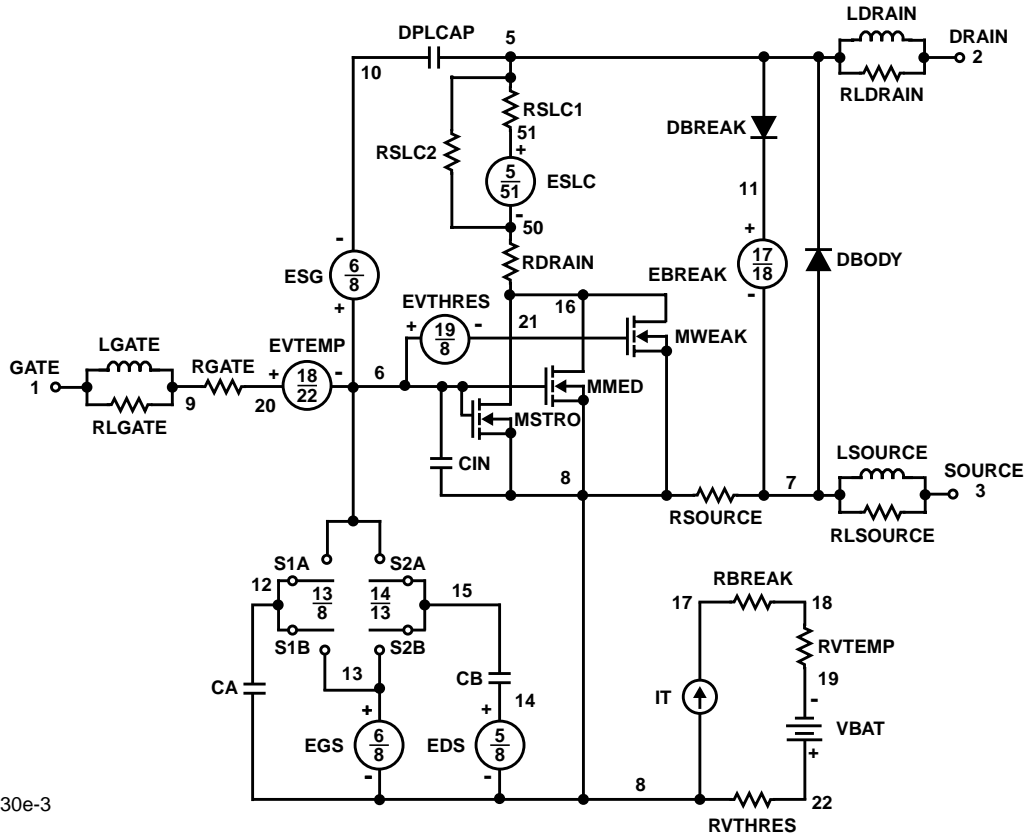 LDRAIN
DPLCAP
5
DRAIN
2
10
RLDRAIN
RSLC1
51
DBREAK
RSLC2
+
5
51
ESLC
11
-
50
-
+
RDRAIN
6
8
ESG
17
18
EBREAK
DBODY
+
EVTHRES
16
-
21
+
19
8
-
MWEAK
LGATE
EVTEMP
GATE
1
RGATE
+
18
22
-
6
MMED
9
20
MSTRO
RLGATE
LSOURCE
CIN
8
7
SOURCE
3
RSOURCE
RLSOURCE
S1A
S2A
12
13
8
14
13
15
RBREAK
17
18
S1B
S2B
RVTEMP
13
CB
19
CA
14
IT
-
+
+
VBAT
EGS
6
8
EDS
5
8
+
-
-
8
22
30e-3
RVTHRES